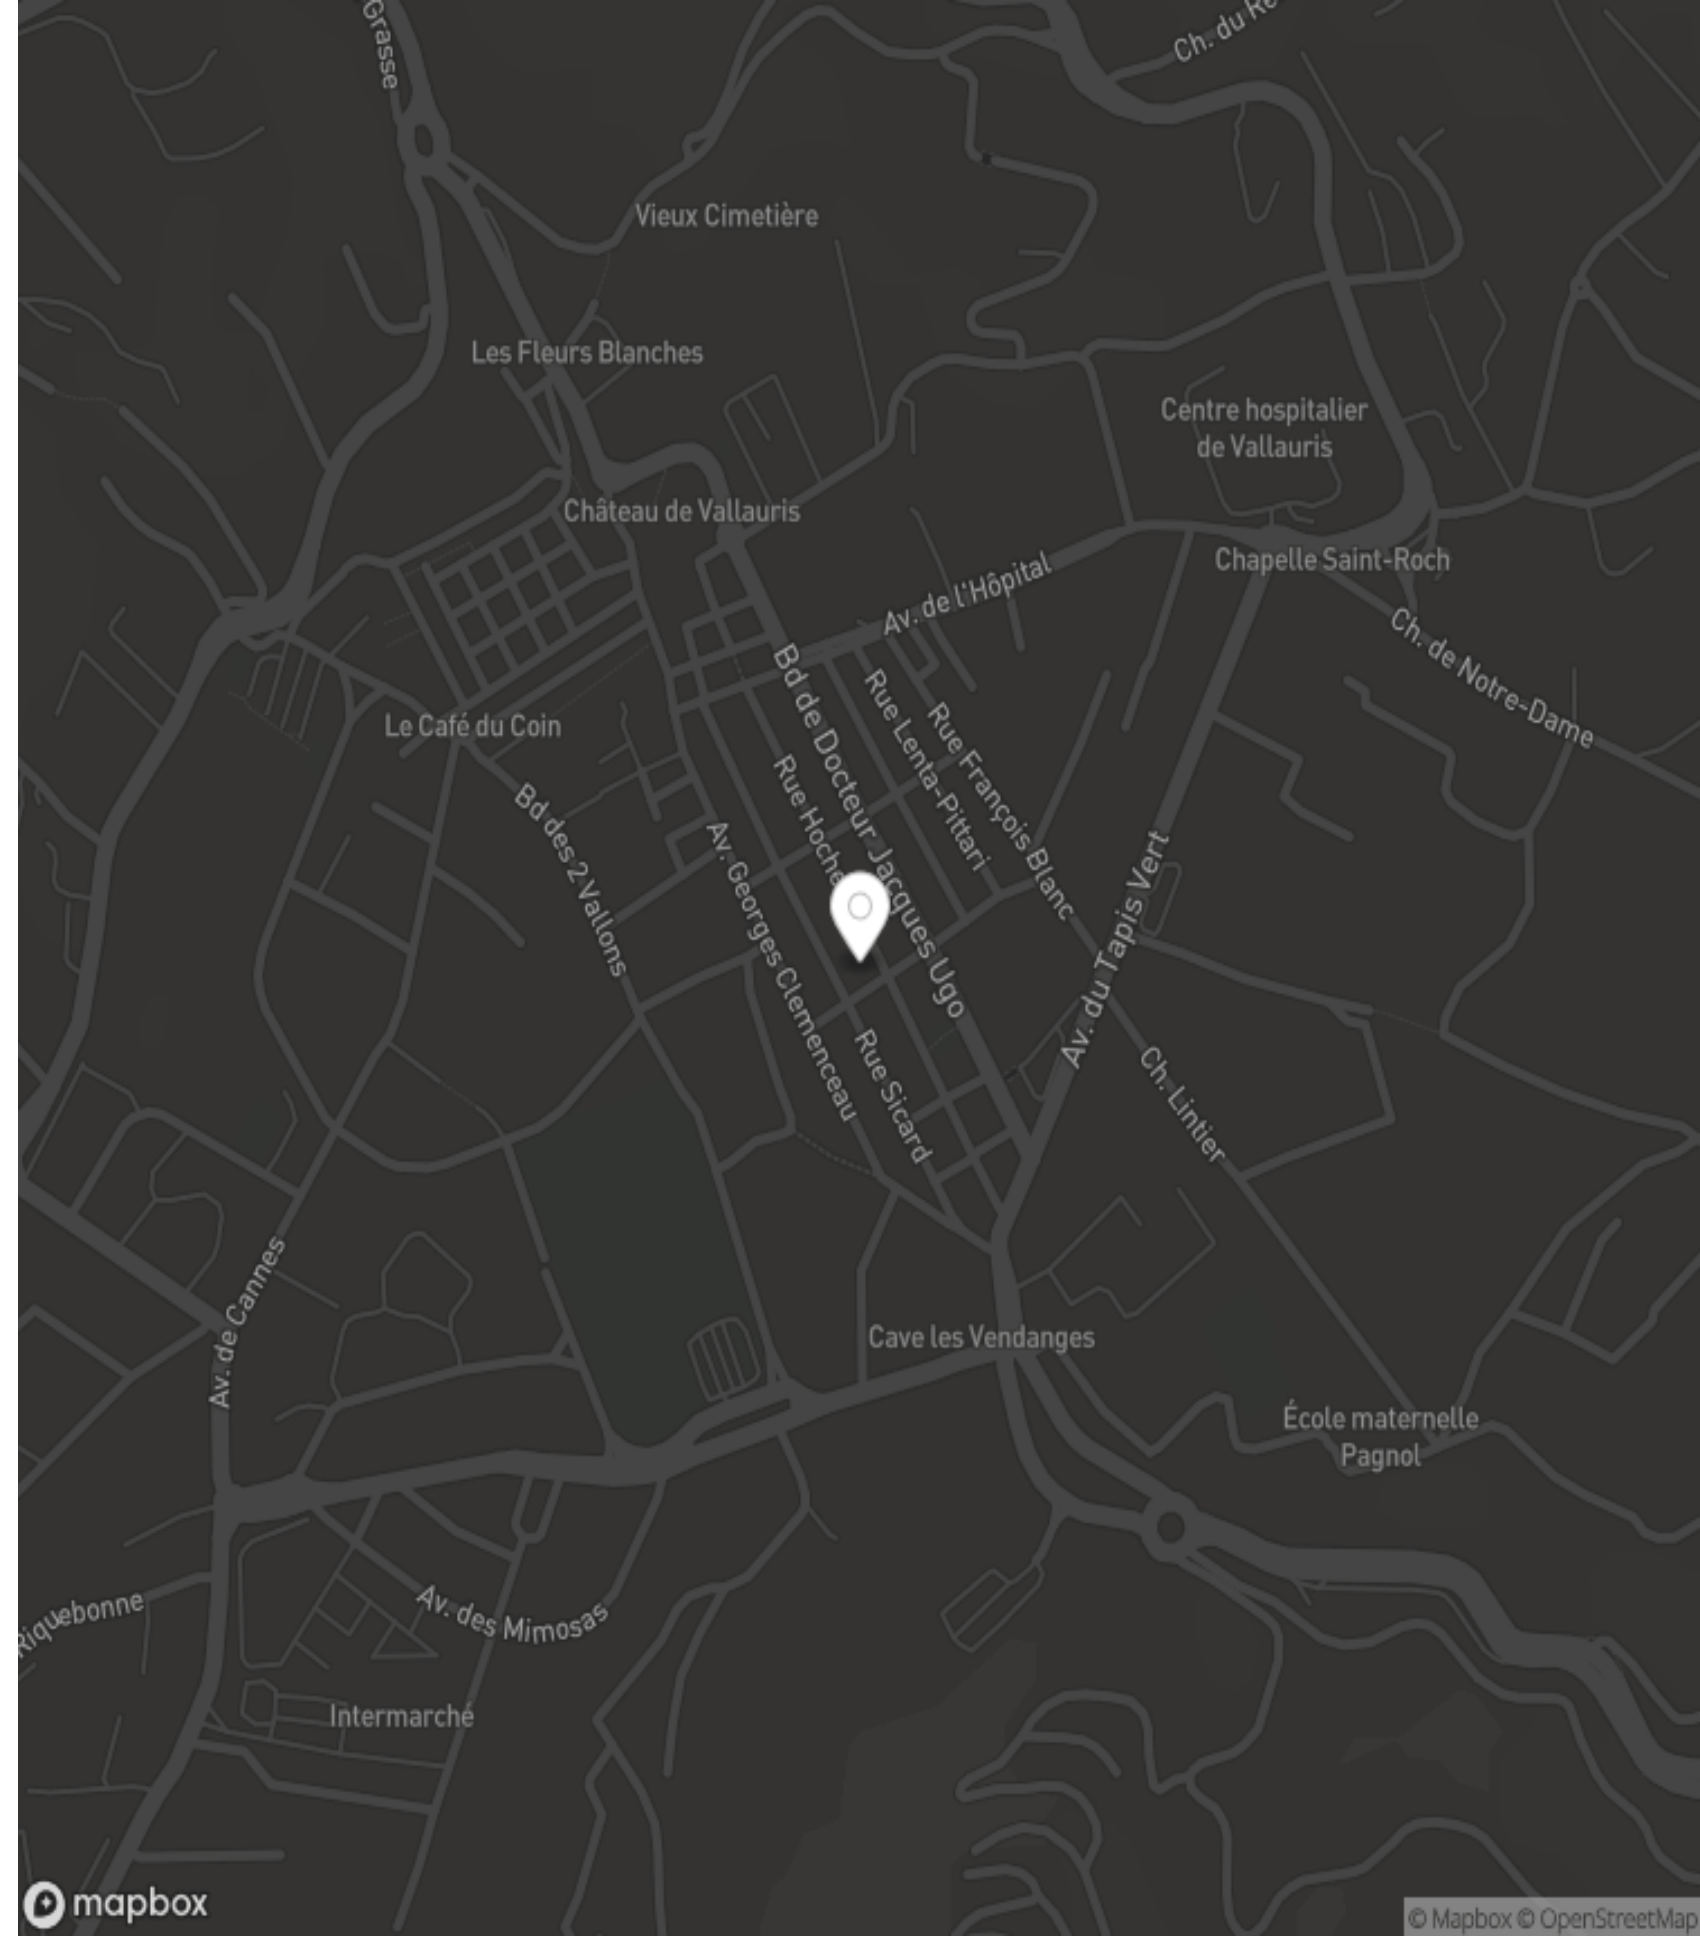 Grasse
Ch. du Re
Vieux Cimetière
Les Fleurs Blanches
Centre hospitalier
de Vallauris
Château de Vallauris
Chapelle Saint-Roch
Av. de l'Hôpital
Ch. de Notre-Dame
Bd de Docteur Jacques Ugo
Rue Lenta-Pittari
Rue François Blanc
Le Café du Coin
Rue Hoche
Bd des 2 Vallons
Av. Georges Clemenceau
Av. du Tapis Vert
Rue Sicard
Ch. Lintier
Av. de Cannes
Cave les Vendanges
École maternelle
Pagnol
Riquebonne
Av. des Mimosas
Intermarché
mapbox
© Mapbox © OpenStreetMap